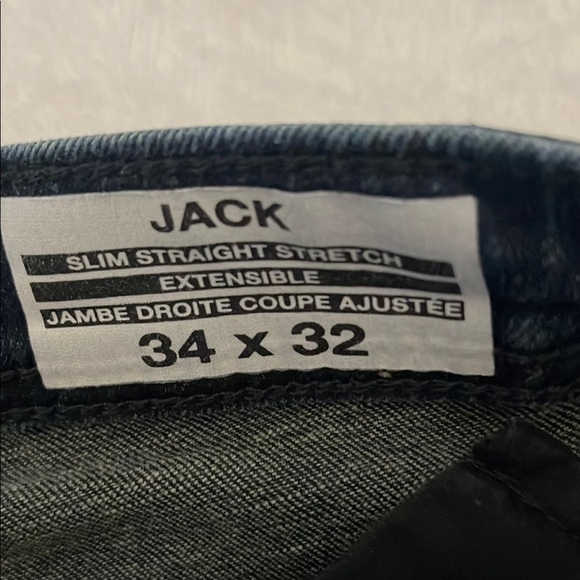 JACK
SLIM STRAIGHT STRETCH
EXTENSIBLE
JAMBE DROITE COUPE AJUSTÉE
34 x 32